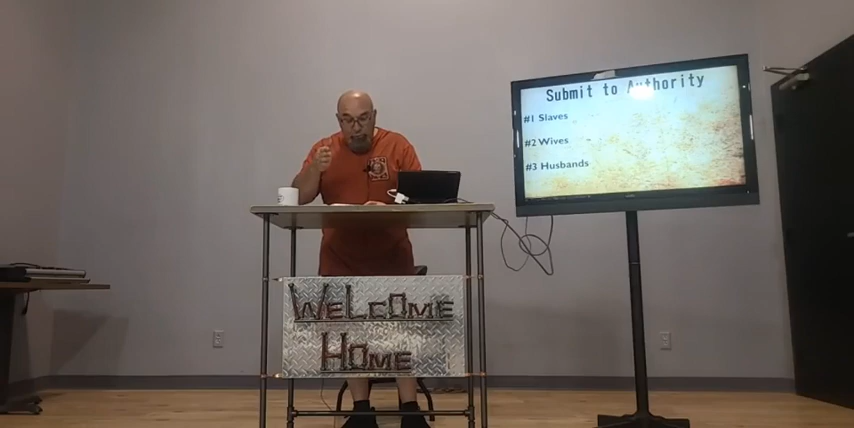 Submit to Authority
#1 Slaves
#2 Wives
#3 Husbands
WELCOME
HOME